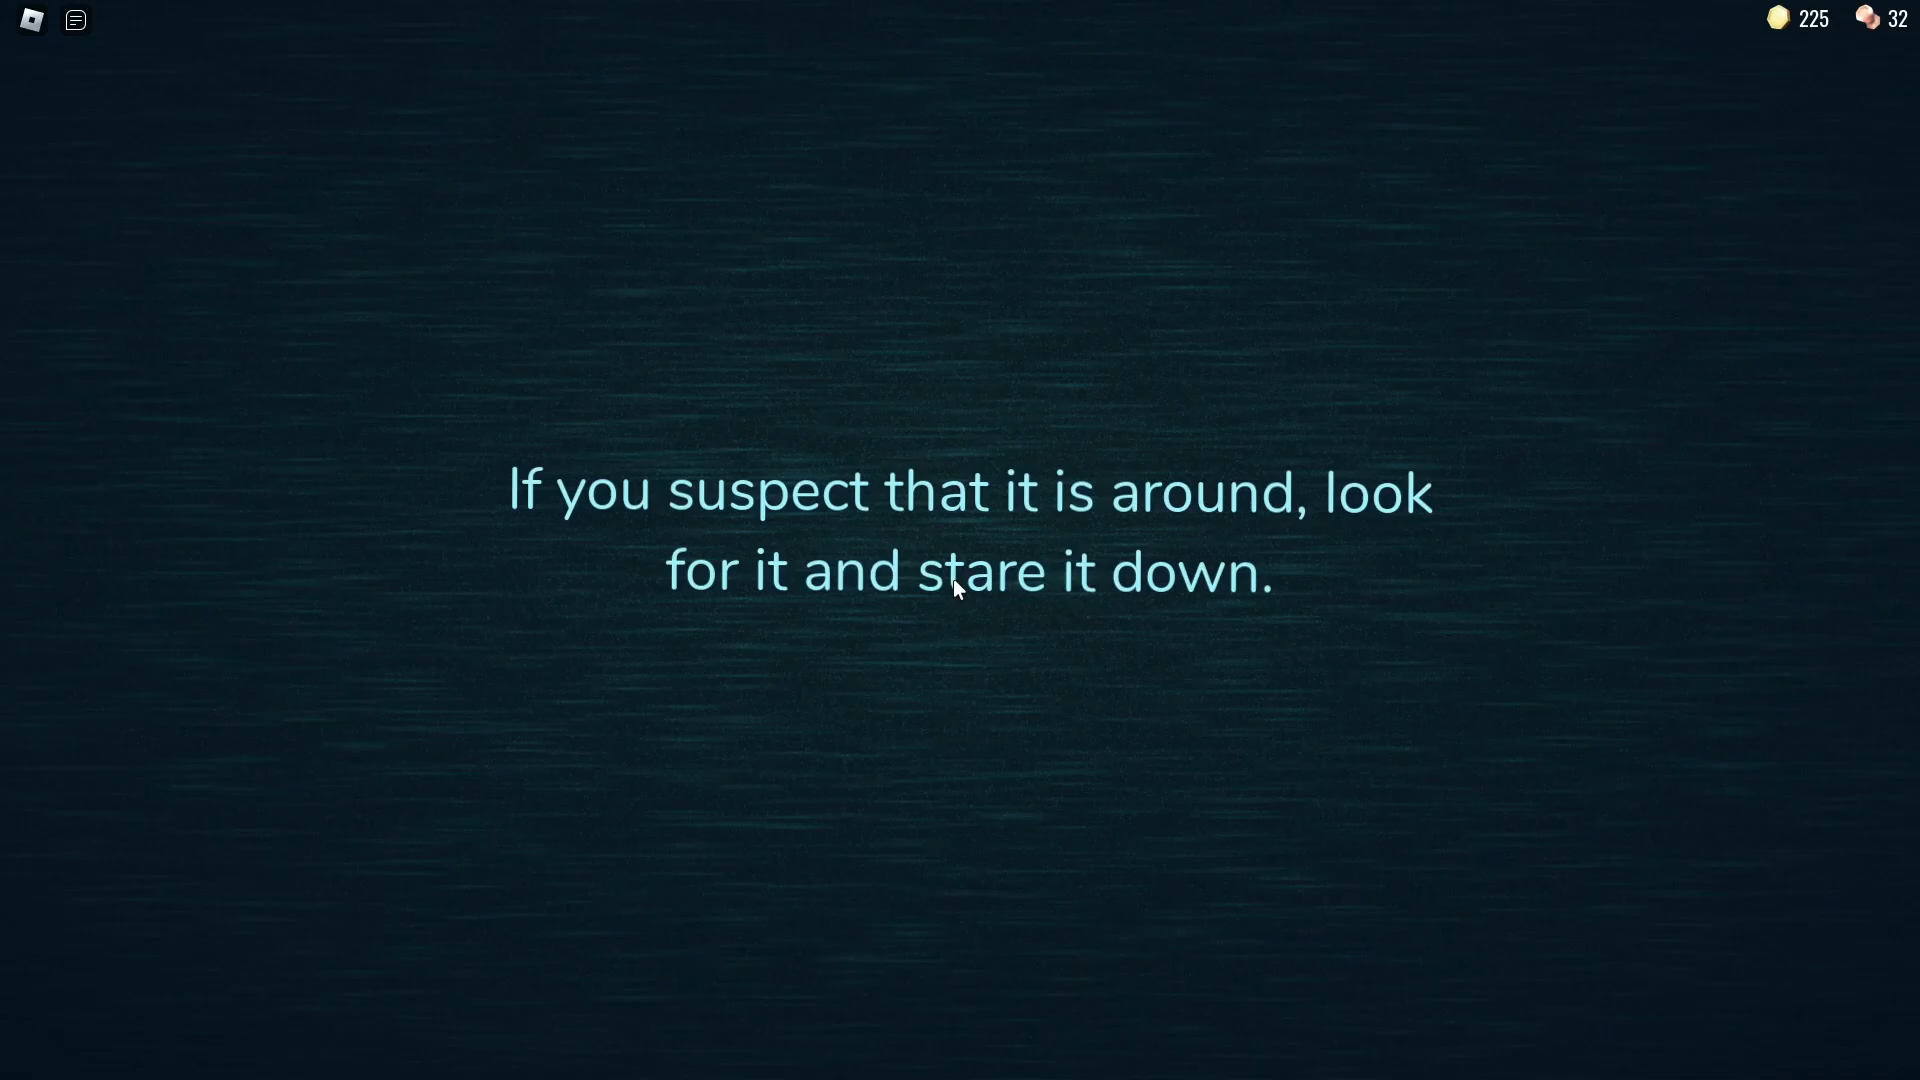 225 32
If you suspect that it is around, look
for it and stare it down.